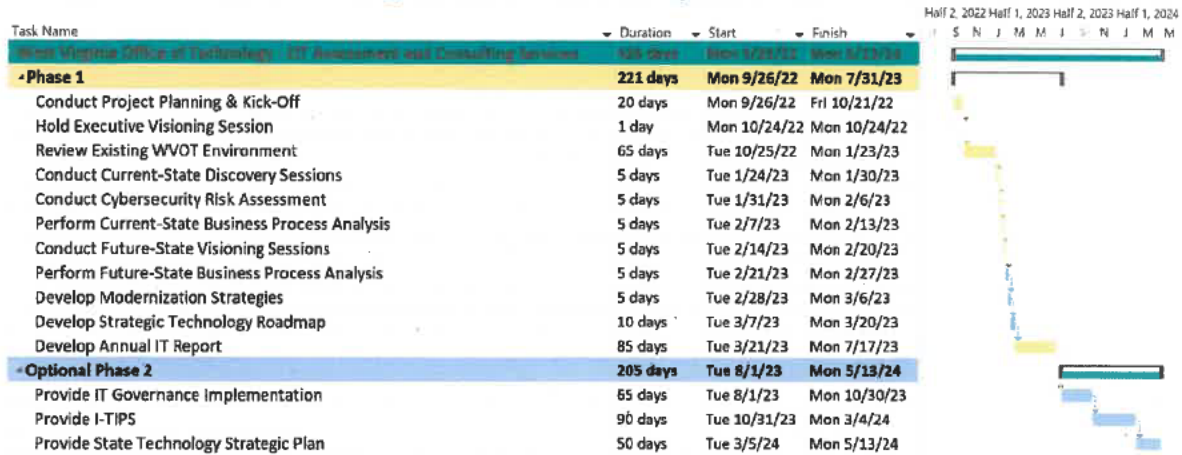 Half 2, 2022 Half 1, 2023 Half 2, 2023 Half 1, 2024
Task Name Duration Start Finish S N J M M J S N J M M
West Virginia Office of Technology - IT Assessment and Consulting Services
Phase 1 221 days Mon 9/26/22 Mon 7/31/23
Conduct Project Planning & Kick-Off 20 days Mon 9/26/22 Fri 10/21/22
Hold Executive Visioning Session 1 day Mon 10/24/22 Mon 10/24/22
Review Existing WVOT Environment 65 days Tue 10/25/22 Mon 1/23/23
Conduct Current-State Discovery Sessions 5 days Tue 1/24/23 Mon 1/30/23
Conduct Cybersecurity Risk Assessment 5 days Tue 1/31/23 Mon 2/6/23
Perform Current-State Business Process Analysis 5 days Tue 2/7/23 Mon 2/13/23
Conduct Future-State Visioning Sessions 5 days Tue 2/14/23 Mon 2/20/23
Perform Future-State Business Process Analysis 5 days Tue 2/21/23 Mon 2/27/23
Develop Modernization Strategies 5 days Tue 2/28/23 Mon 3/6/23
Develop Strategic Technology Roadmap 10 days Tue 3/7/23 Mon 3/20/23
Develop Annual IT Report 85 days Tue 3/21/23 Mon 7/17/23
Optional Phase 2 205 days Tue 8/1/23 Mon 5/13/24
Provide IT Governance Implementation 65 days Tue 8/1/23 Mon 10/30/23
Provide I-TIPS 90 days Tue 10/31/23 Mon 3/4/24
Provide State Technology Strategic Plan 50 days Tue 3/5/24 Mon 5/13/24